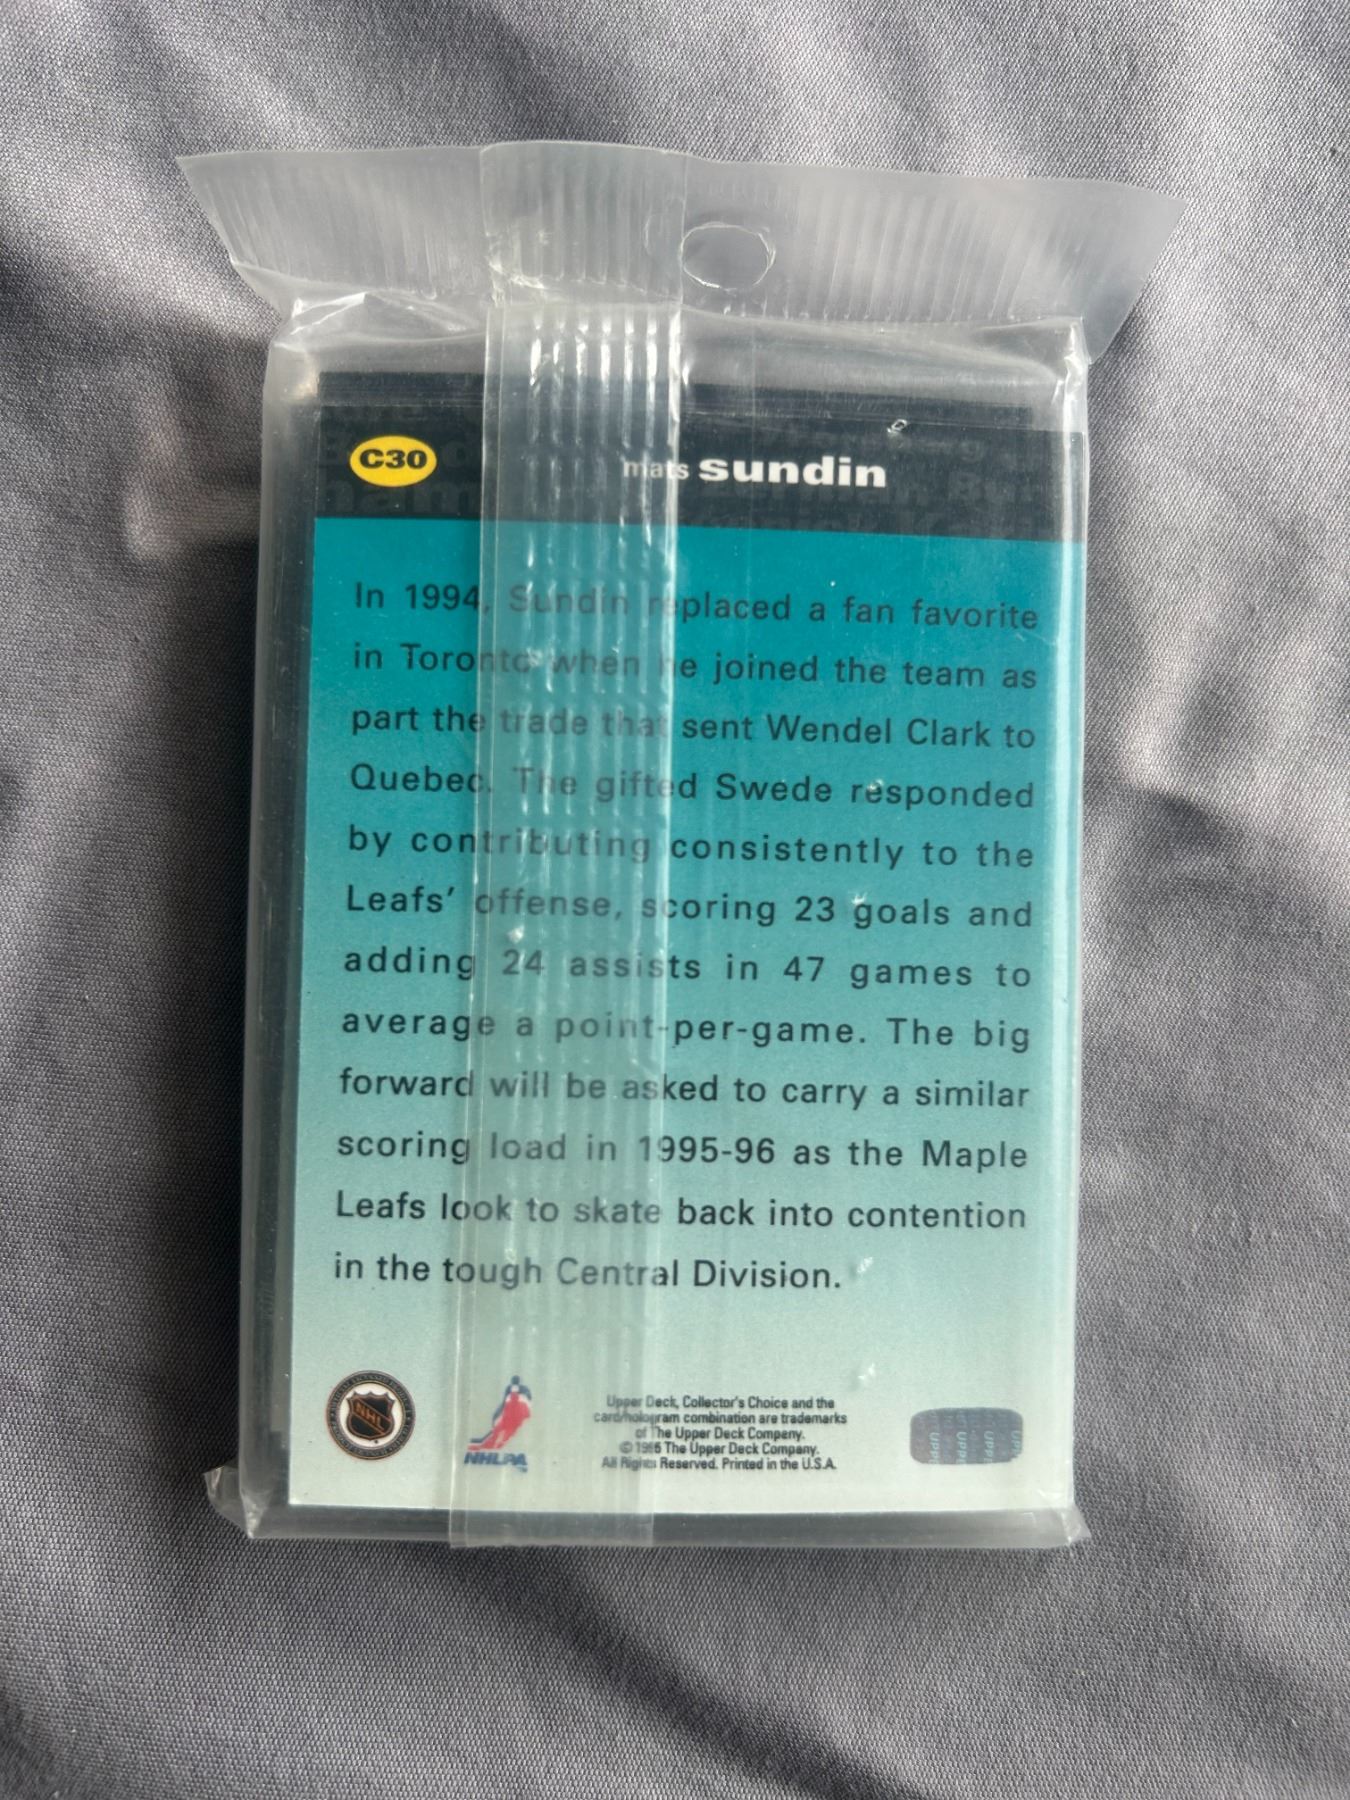 C30
mats sundin
In 1994, Sundin replaced a fan favorite
in Toronto when he joined the team as
part the trade that sent Wendel Clark to
Quebec. The gifted Swede responded
by contributing consistently to the
Leafs' offense, scoring 23 goals and
adding 24 assists in 47 games to
average a point-per-game. The big
forward will be asked to carry a similar
scoring load in 1995-96 as the Maple
Leafs look to skate back into contention
in the tough Central Division.
NHL
NHLPA
Upper Deck, Collector's Choice and the
card/hologram combination are trademarks
of The Upper Deck Company.
© 1995 The Upper Deck Company.
All Rights Reserved. Printed in the U.S.A.